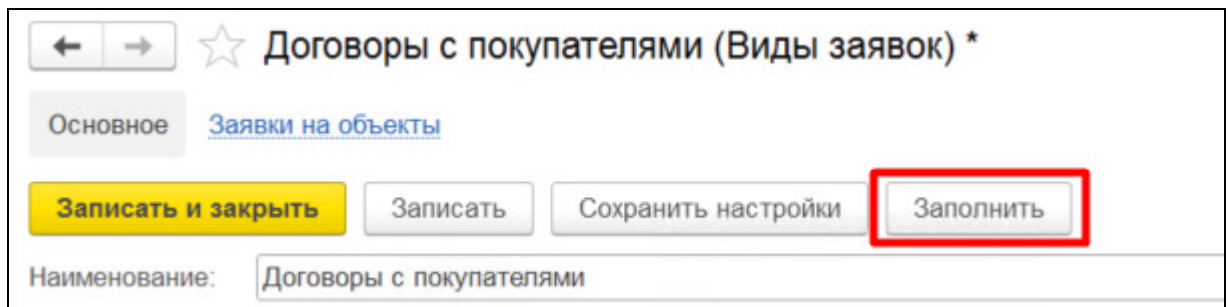 Договоры с покупателями (Виды заявок) *
Основное Заявки на объекты
Записать и закрыть Записать Сохранить настройки Заполнить
Наименование: Договоры с покупателями